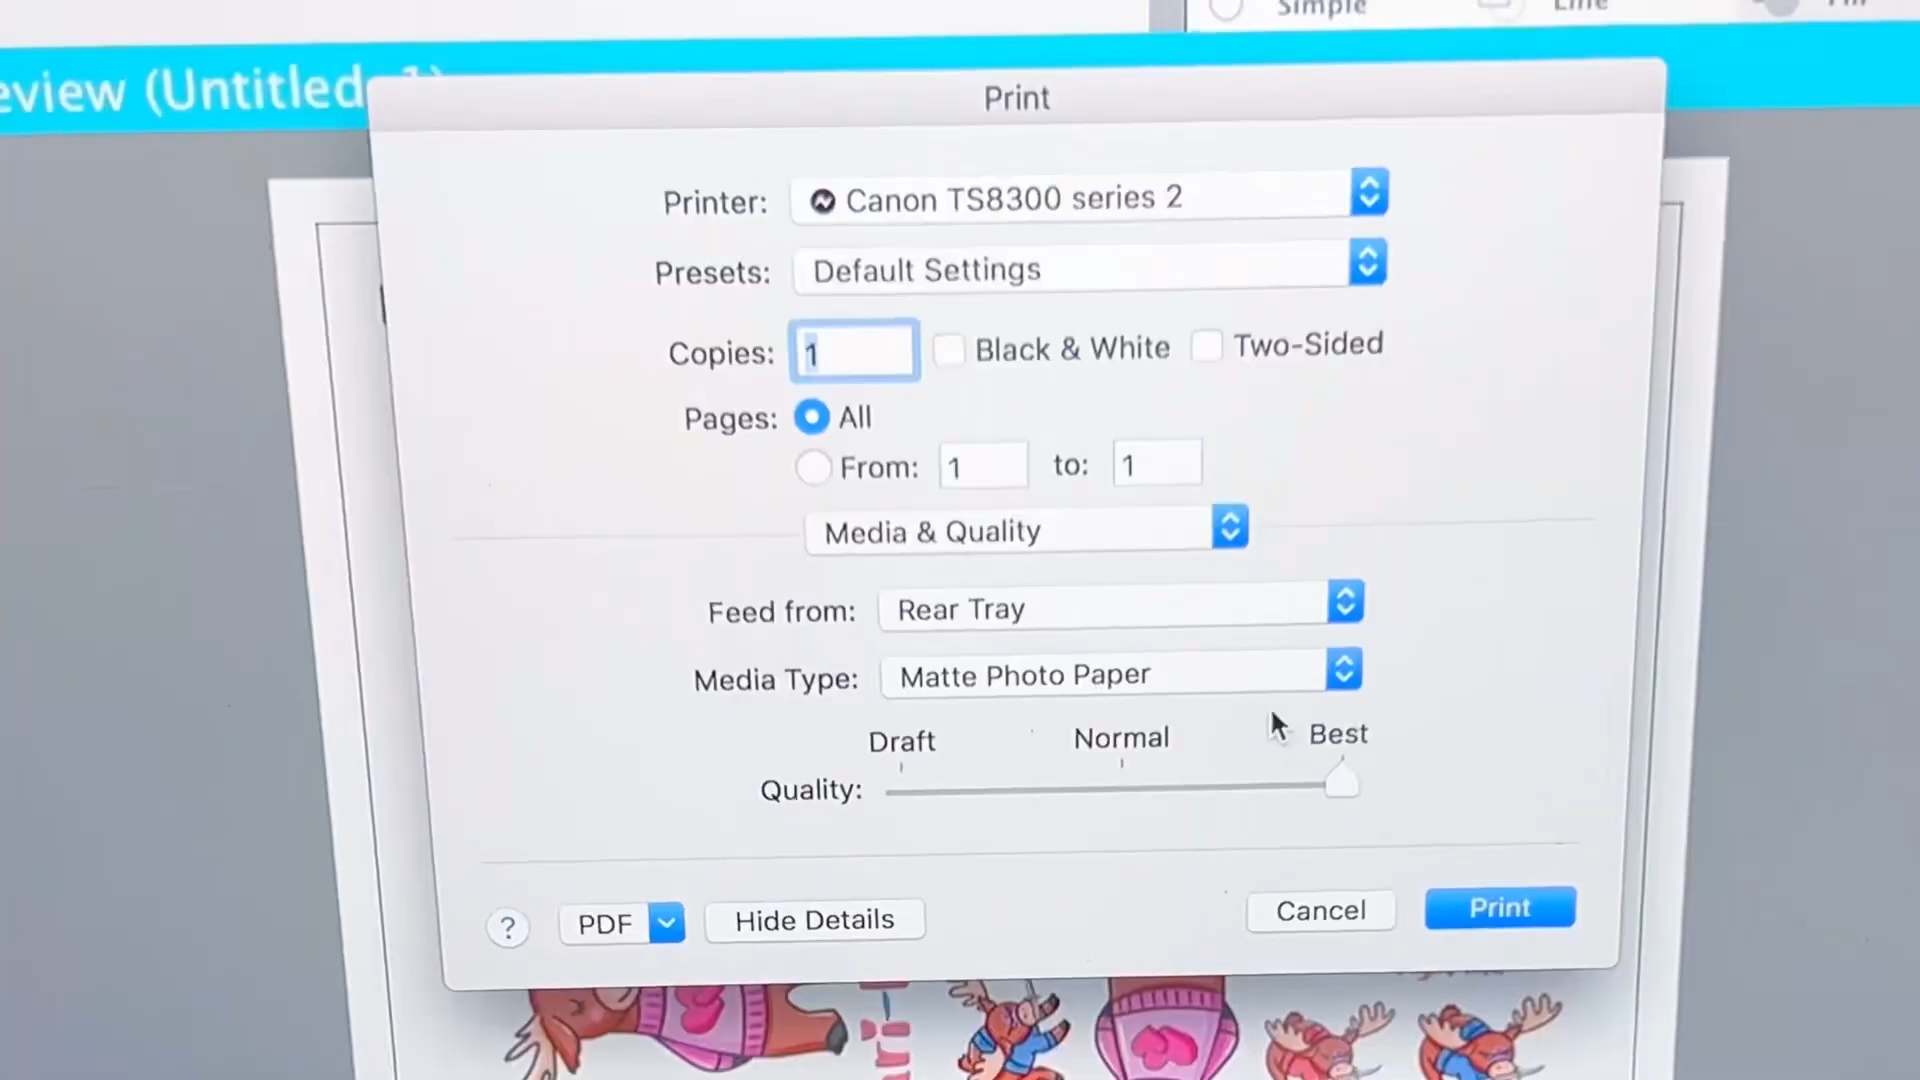 Simple
Print
Printer: Canon TS8300 series 2
Presets: Default Settings
Copies: 1 Black & White Two-Sided
Pages: All
From: 1 to: 1
Media & Quality
Feed from: Rear Tray
Media Type: Matte Photo Paper
Draft Normal Best
Quality:
? PDF Hide Details Cancel Print